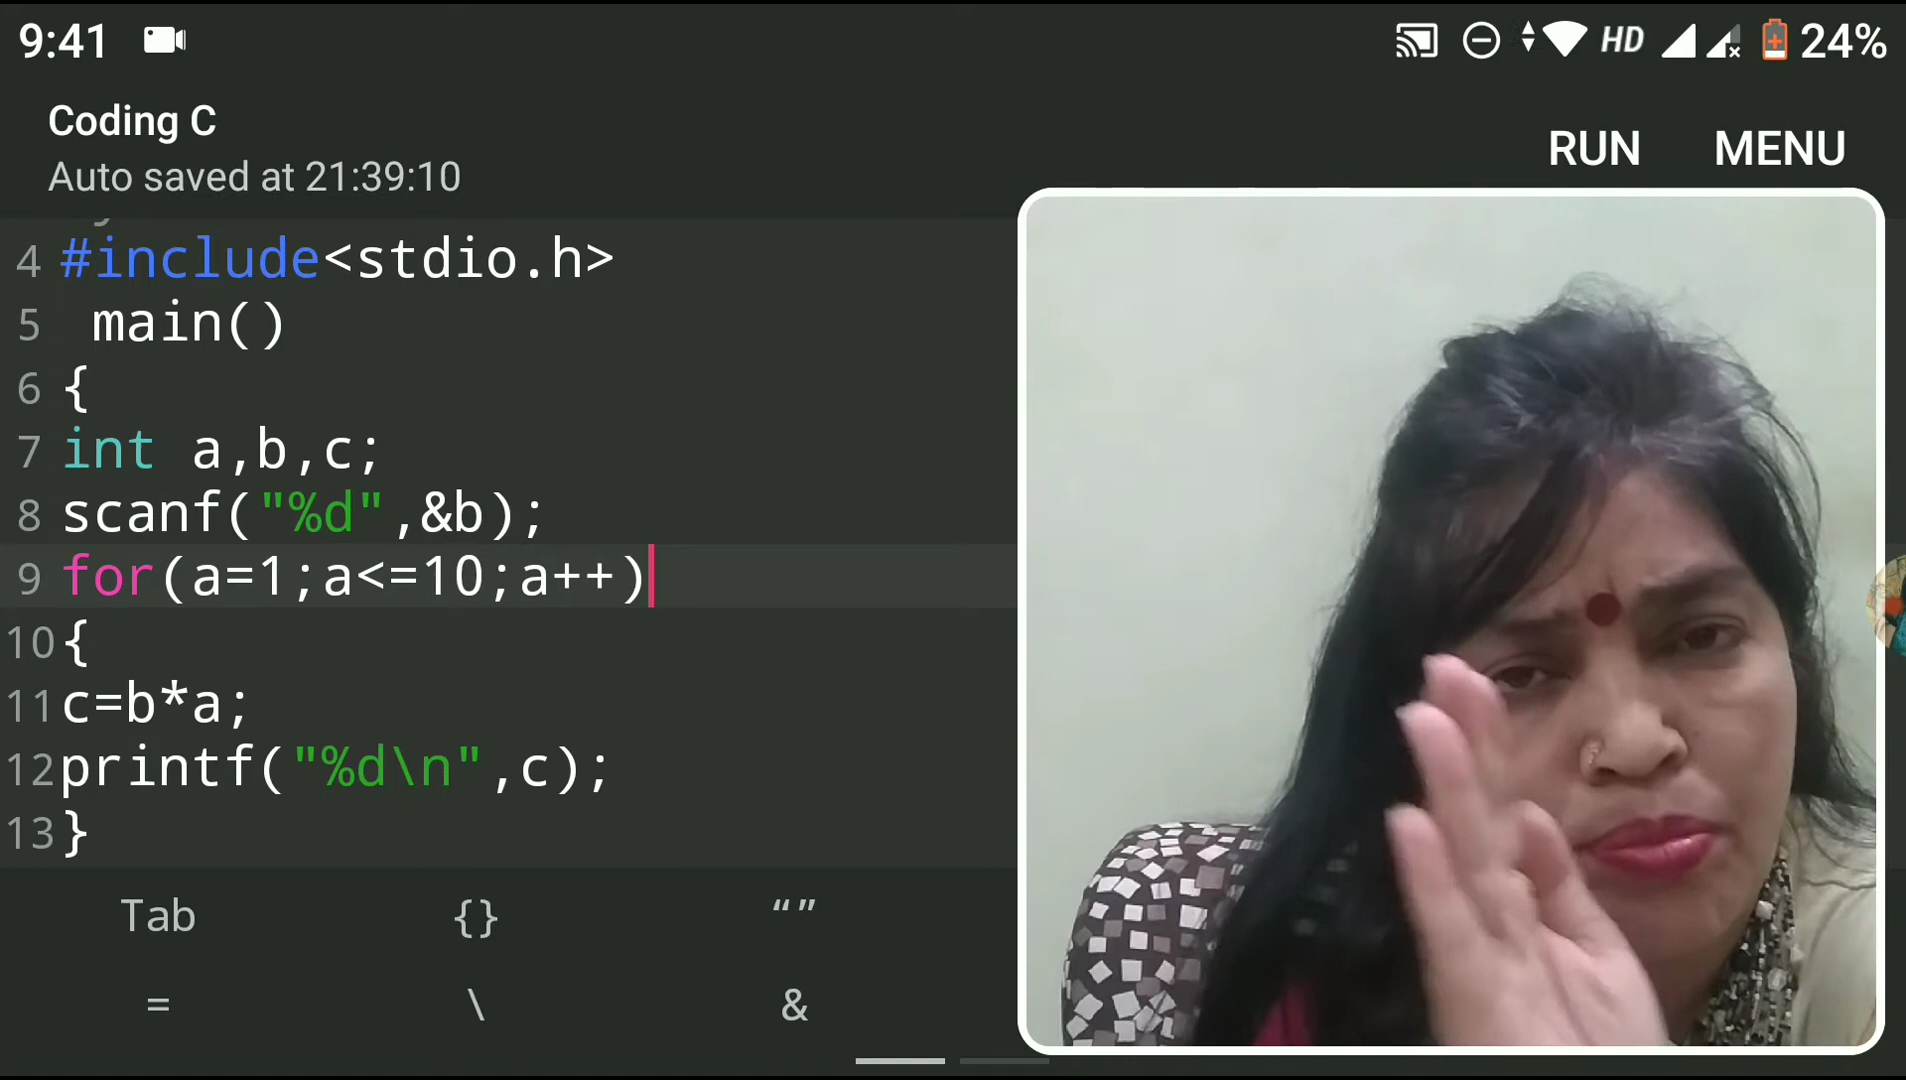 9:41 HD 24%
Coding C
Auto saved at 21:39:10
RUN MENU
4 #include<stdio.h>
5 main()
6 {
7 int a,b,c;
8 scanf("%d",&b);
9 for(a=1;a<=10;a++)
10 {
11 c=b*a;
12 printf("%d\n",c);
13 }
Tab {} “”
= \ &